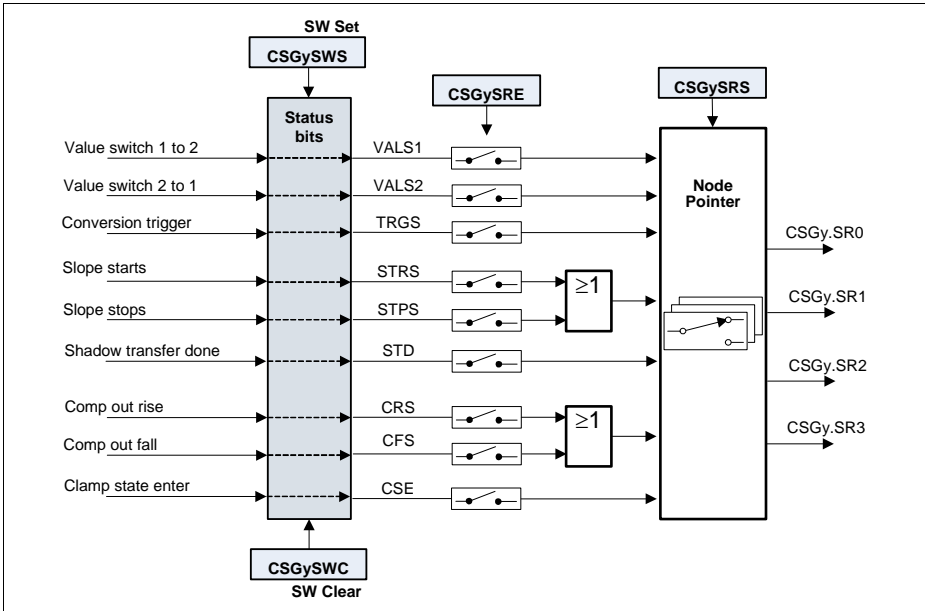 SW Set
CSGySWS
CSGySRE
CSGySRS
Status
bits
Value switch 1 to 2
VALS1
Value switch 2 to 1
VALS2
Conversion trigger
TRGS
Slope starts
STRS
≥1
Slope stops
STPS
Shadow transfer done
STD
Comp out rise
CRS
≥1
Comp out fall
CFS
Clamp state enter
CSE
Node
Pointer
CSGy.SR0
CSGy.SR1
CSGy.SR2
CSGy.SR3
CSGySWC
SW Clear